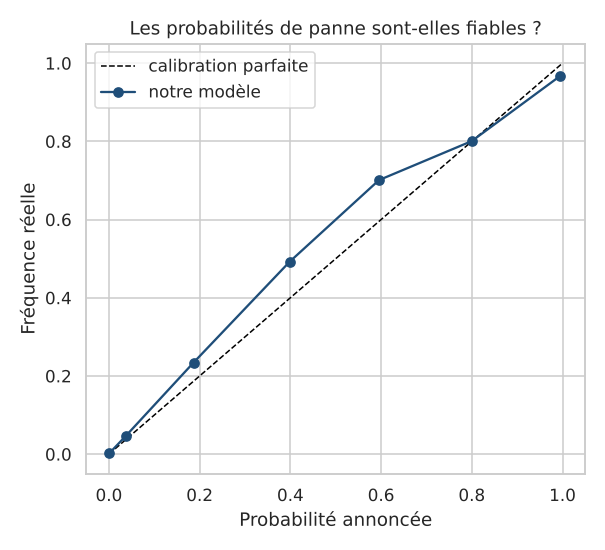 Les probabilités de panne sont-elles fiables ?
calibration parfaite
notre modèle
Fréquence réelle
1.0
0.8
0.6
0.4
0.2
0.0
0.0 0.2 0.4 0.6 0.8 1.0
Probabilité annoncée